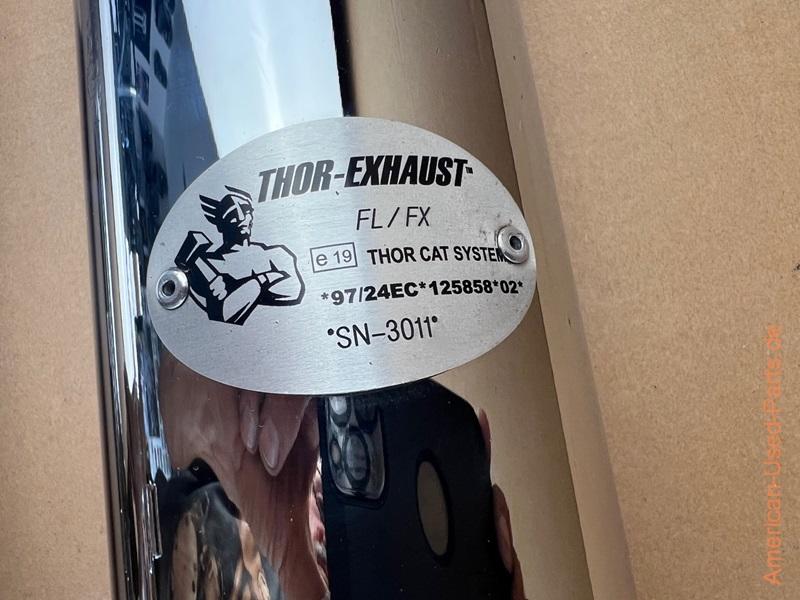 THOR-EXHAUST™
FL/FX
e 19 THOR CAT SYSTEM
*97/24EC*125858*02*
•SN-3011•
American-Used-Parts.de